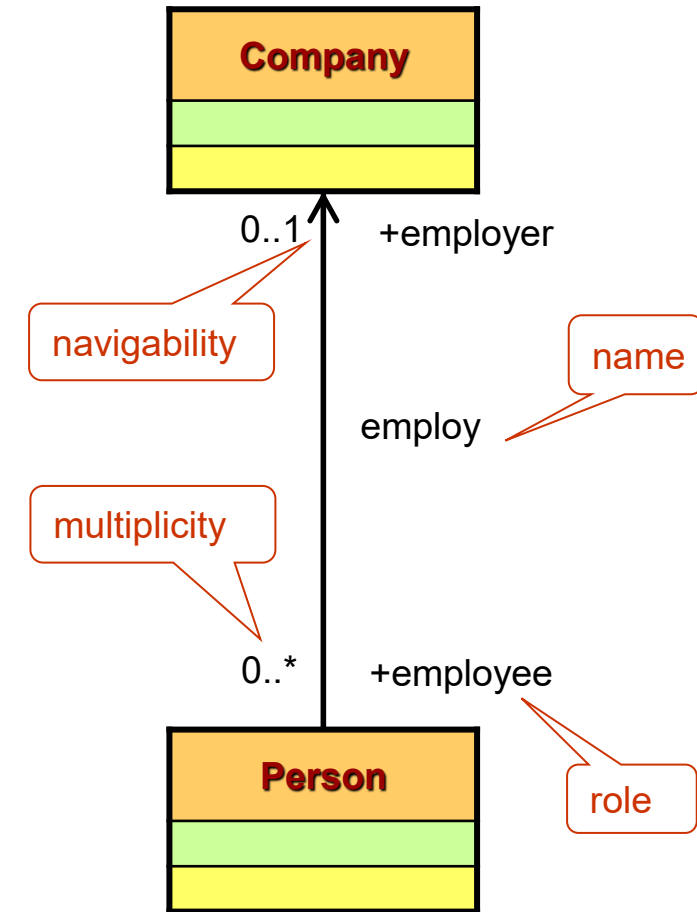 Company
0..1
+employer
navigability
name
employ
multiplicity
0..*
+employee
Person
role